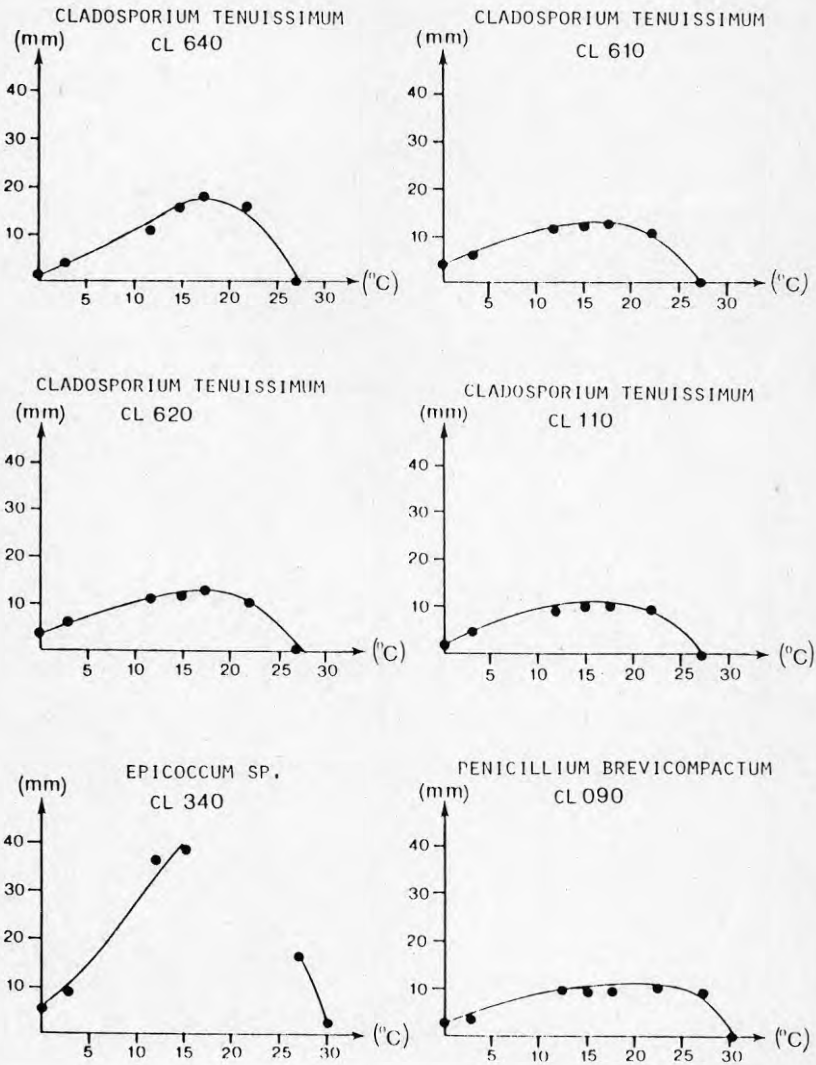 CLADOSPORIUM TENUISSIMUM
CL 640
(mm)
40
30
20
10
5 10 15 20 25 30 (°C)
CLADOSPORIUM TENUISSIMUM
CL 610
(mm)
40
30
20
10
5 10 15 20 25 30 (°C)
CLADOSPORIUM TENUISSIMUM
CL 620
(mm)
40
30
20
10
5 10 15 20 25 30 (°C)
CLADOSPORIUM TENUISSIMUM
CL 110
(mm)
40
30
20
10
5 10 15 20 25 30 (°C)
EPICOCCUM SP.
CL 340
(mm)
40
30
20
10
5 10 15 20 25 30 (°C)
PENICILLIUM BREVICOMPACTUM
CL 090
(mm)
40
30
20
10
5 10 15 20 25 30 (°C)